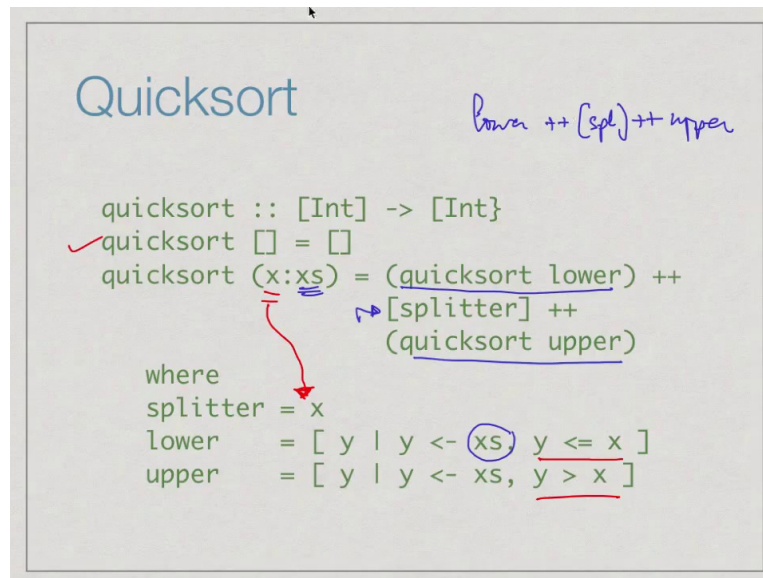 Quicksort
lower ++ [spl] ++ upper
quicksort :: [Int] -> [Int}
quicksort [] = []
quicksort (x:xs) = (quicksort lower) ++
[splitter] ++
(quicksort upper)
where
splitter = x
lower = [ y | y <- xs, y <= x ]
upper = [ y | y <- xs, y > x ]